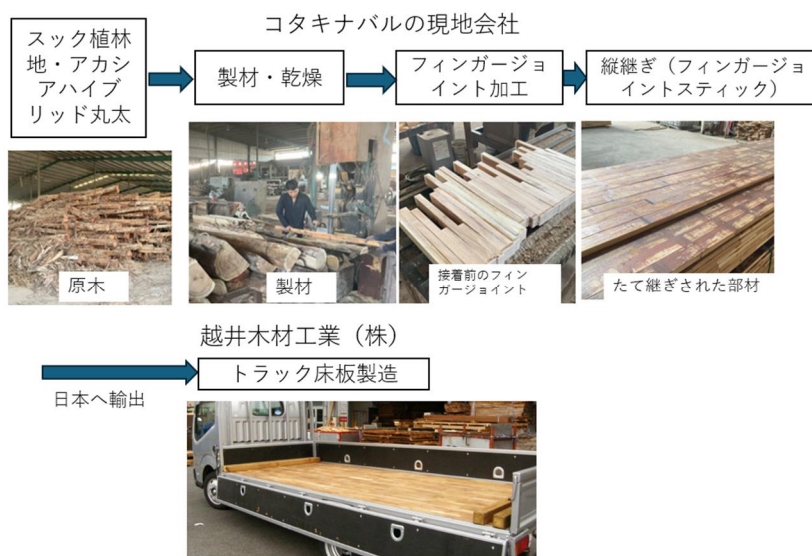 コタキナバルの現地会社
スック植林
地・アカシ
アハイブ
リッド丸太
製材・乾燥
フィンガージョ
イント加工
縦継ぎ（フィンガージョ
イントスティック）
原木
製材
接着前のフィン
ガージョイント
たて継ぎされた部材
越井木材工業（株）
トラック床板製造
日本へ輸出